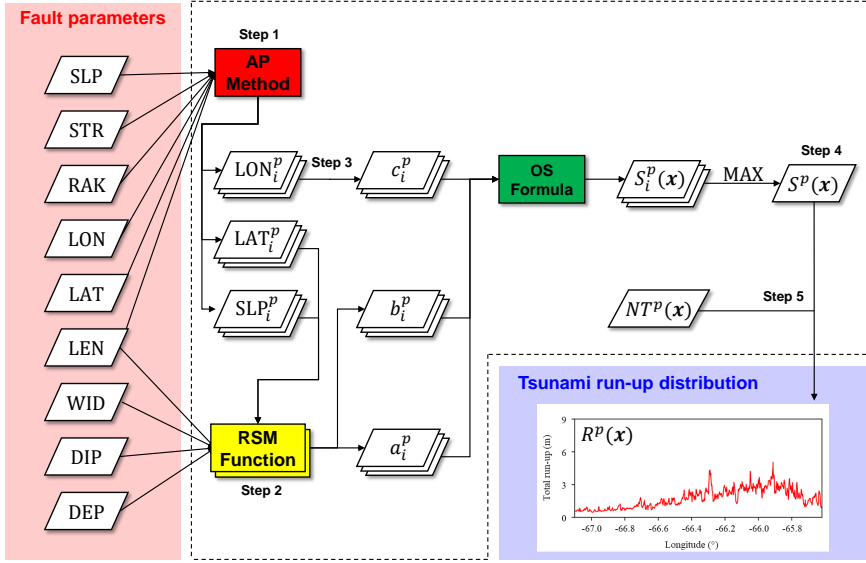 Fault parameters
SLP
STR
RAK
LON
LAT
LEN
WID
DIP
DEP
Step 1
AP
Method
LON_i^p
Step 3
c_i^p
LAT_i^p
SLP_i^p
b_i^p
RSM
Function
Step 2
a_i^p
OS
Formula
S_i^p(x)
MAX
Step 4
S^p(x)
NT^p(x)
Step 5
Tsunami run-up distribution
R^p(x)
Total run-up (m)
9
6
3
0
-67.0 -66.8 -66.6 -66.4 -66.2 -66.0 -65.8
Longitude (°)